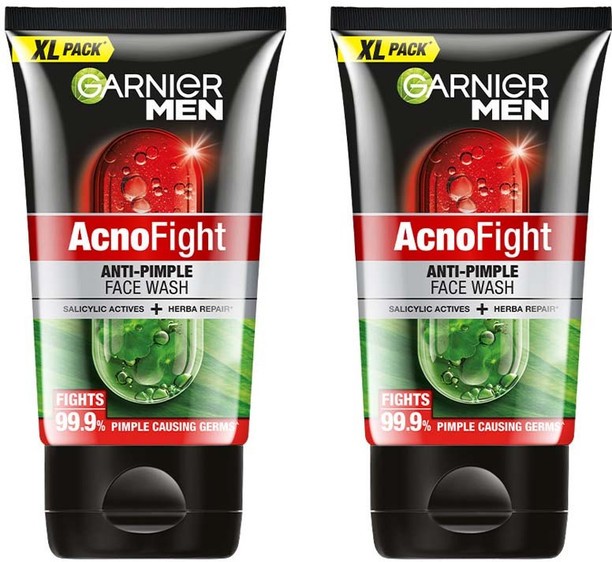 XL PACK*
GARNIER
MEN
AcnoFight
ANTI-PIMPLE
FACE WASH
SALICYLIC ACTIVES + HERBA REPAIR*
FIGHTS
99.9% PIMPLE CAUSING GERMS*
XL PACK*
GARNIER
MEN
AcnoFight
ANTI-PIMPLE
FACE WASH
SALICYLIC ACTIVES + HERBA REPAIR*
FIGHTS
99.9% PIMPLE CAUSING GERMS*